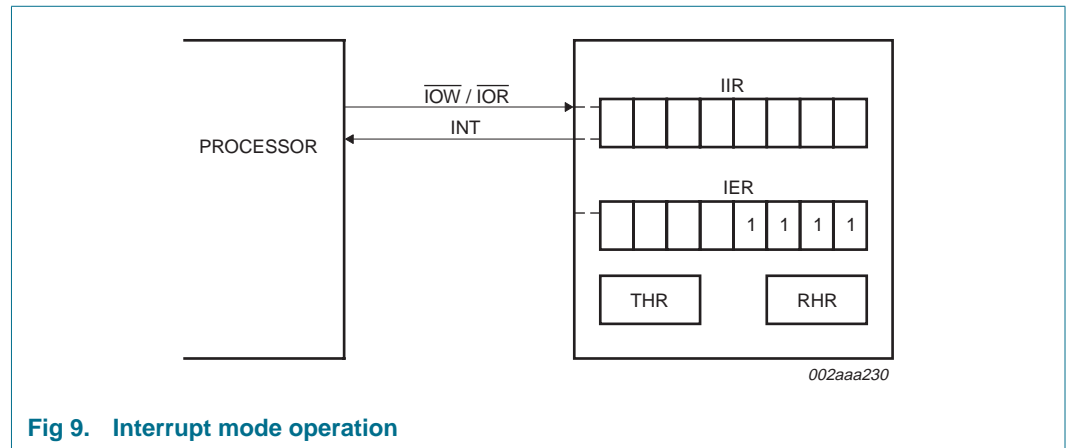 IIR
IOW / IOR
INT
PROCESSOR
IER
1 1 1 1
THR RHR
002aaa230
Fig 9. Interrupt mode operation